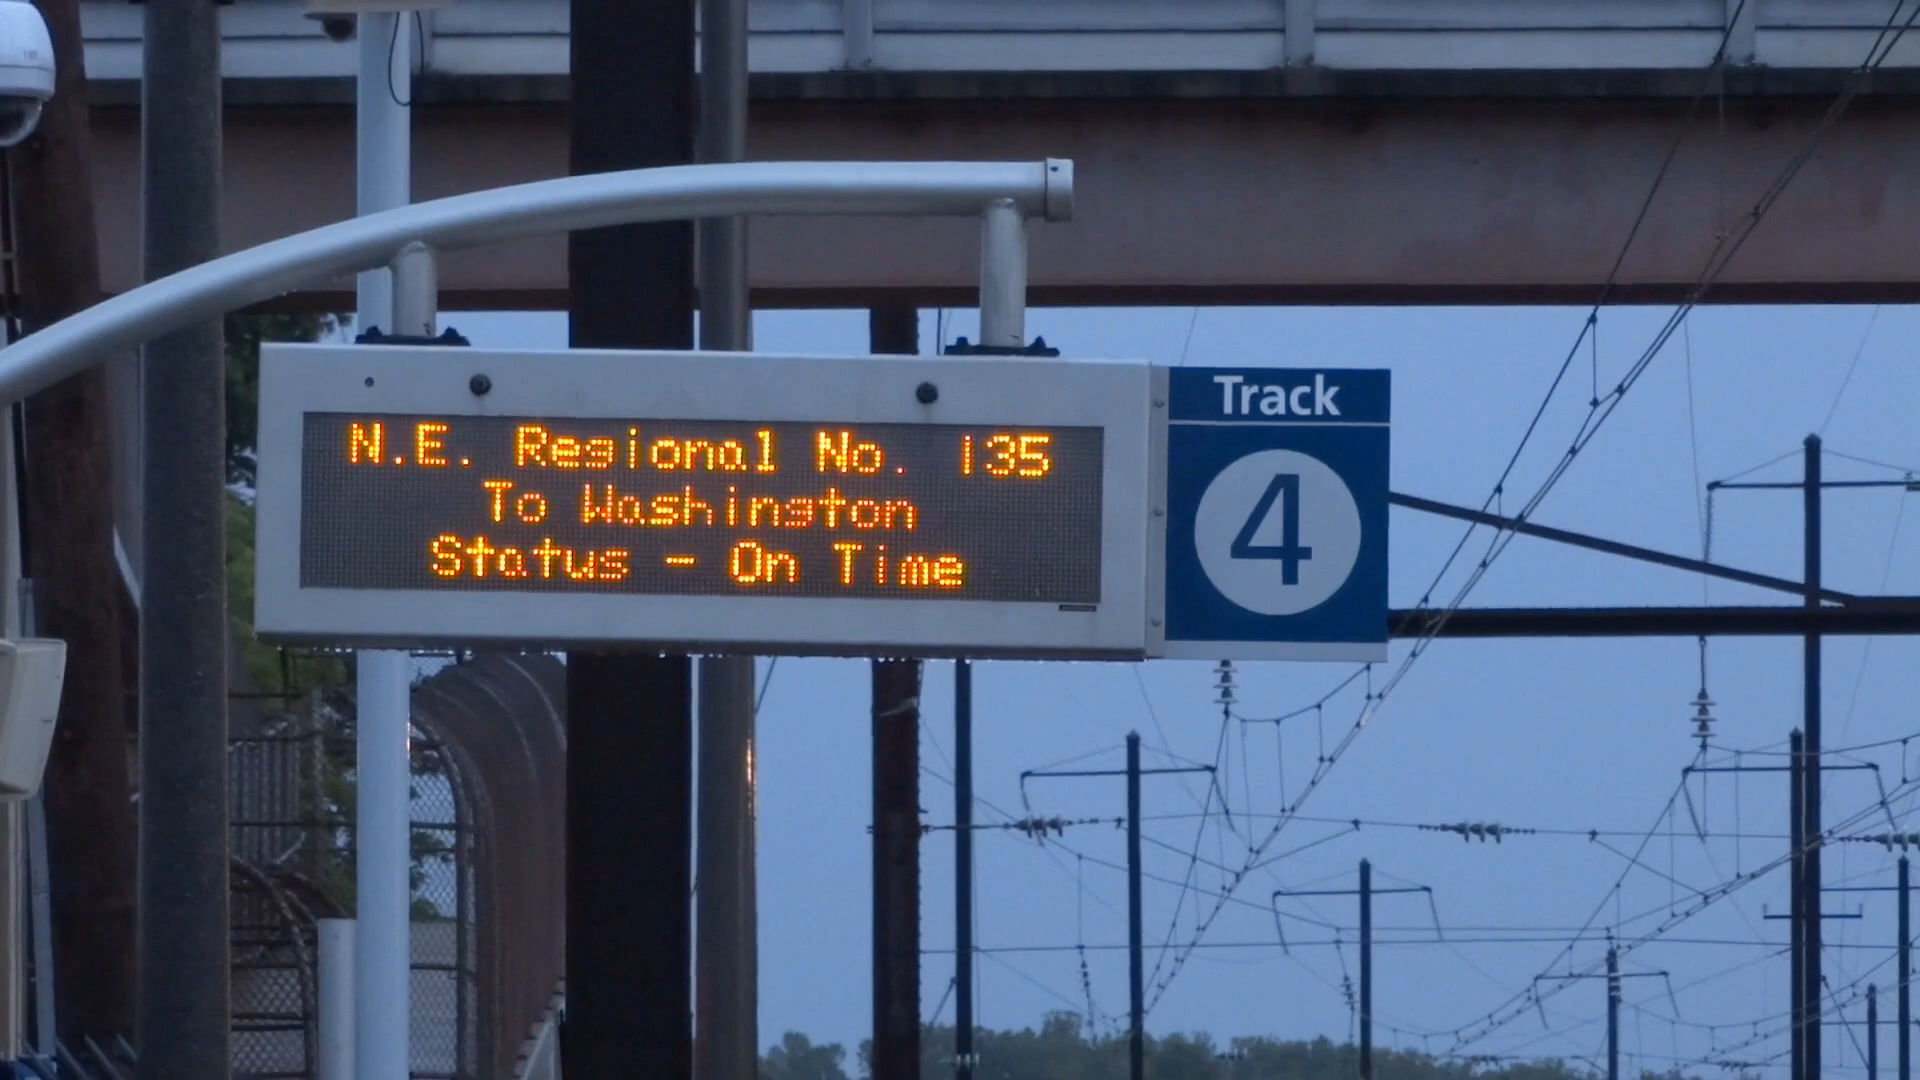 N.E. Regional No. 135
To Washington
Status - On Time
Track
4